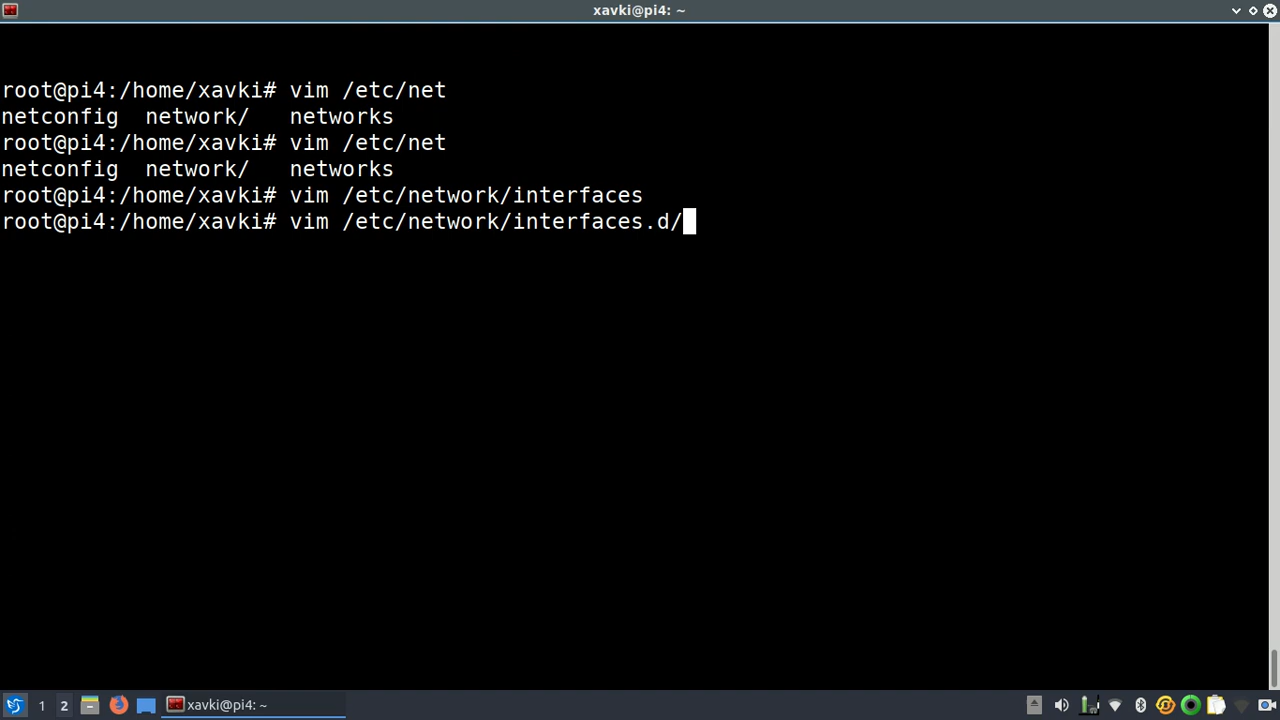 xavki@pi4: ~
root@pi4:/home/xavki# vim /etc/net
netconfig  network/   networks
root@pi4:/home/xavki# vim /etc/net
netconfig  network/   networks
root@pi4:/home/xavki# vim /etc/network/interfaces
root@pi4:/home/xavki# vim /etc/network/interfaces.d/
1 2 xavki@pi4: ~